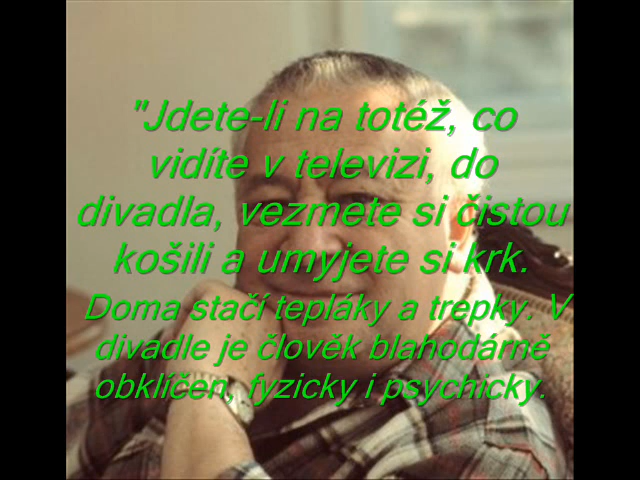 "Jdete-li na totéž, co
vidíte v televizi, do
divadla, vezmete si čistou
košili a umyjete si krk.
Doma stačí tepláky a trepky. V
divadle je člověk blahodárně
obklíčen, fyzicky i psychicky.